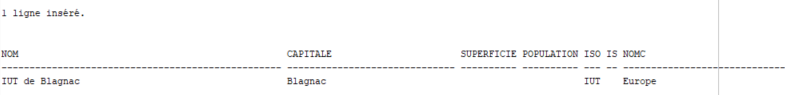 1 ligne inséré.
NOM CAPITALE SUPERFICIE POPULATION ISO IS NOMC
------------------------------------------------- ------------------------------ ---------- ---------- --- -- -----------------------------
IUT de Blagnac Blagnac IUT Europe